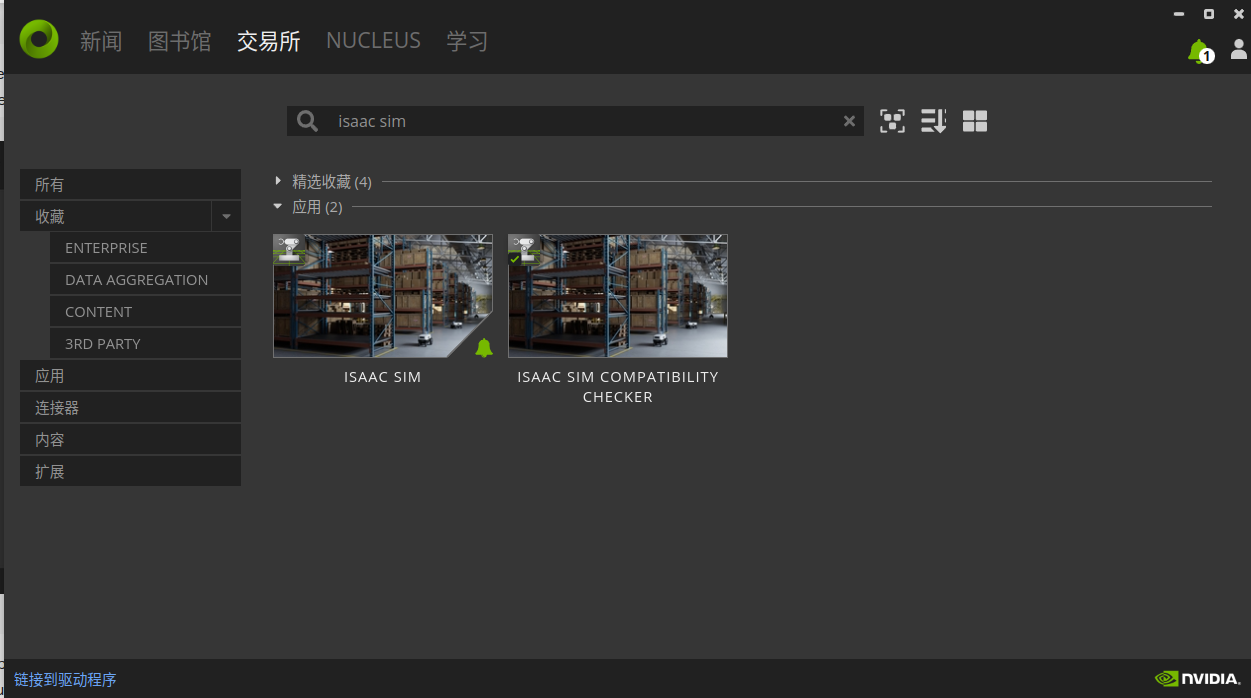 新闻 图书馆 交易所 NUCLEUS 学习
1
isaac sim
所有
收藏
ENTERPRISE
DATA AGGREGATION
CONTENT
3RD PARTY
应用
连接器
内容
扩展
精选收藏 (4)
应用 (2)
ISAAC SIM
ISAAC SIM COMPATIBILITY
CHECKER
链接到驱动程序
NVIDIA.